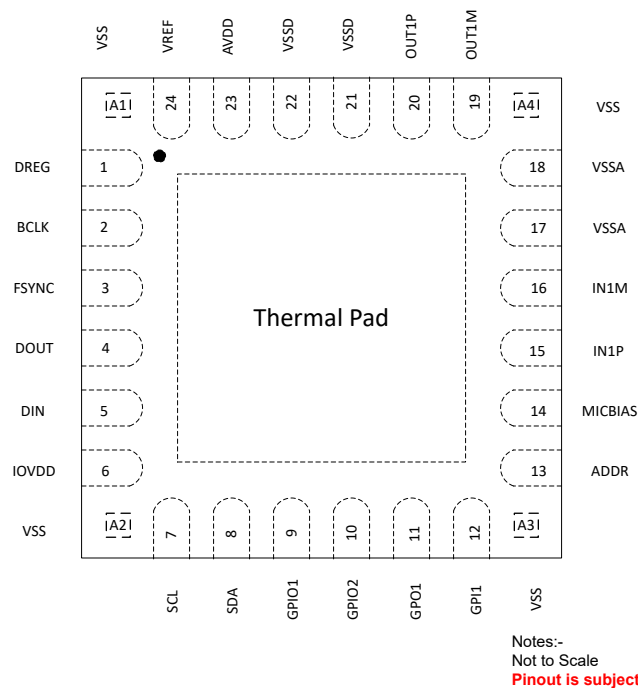 VSS VREF AVDD VSSD VSSD OUT1P OUT1M
A1 24 23 22 21 20 19 A4 VSS
DREG 1 18 VSSA
BCLK 2 17 VSSA
FSYNC 3 16 IN1M
Thermal Pad
DOUT 4 15 IN1P
DIN 5 14 MICBIAS
IOVDD 6 13 ADDR
VSS A2 7 8 9 10 11 12 A3
SCL SDA GPIO1 GPIO2 GPO1 GPI1 VSS
Notes:-
Not to Scale
Pinout is subject